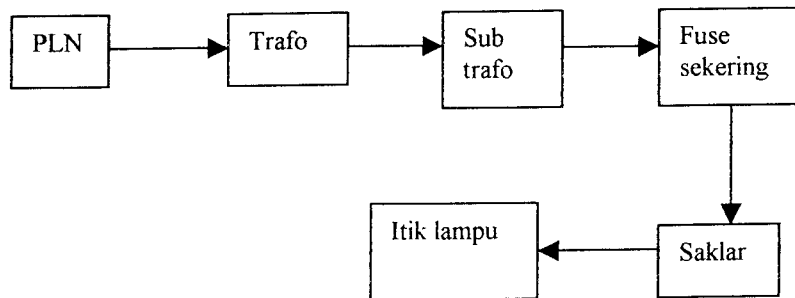 PLN
Trafo
Sub
trafo
Fuse
sekering
Saklar
Itik lampu